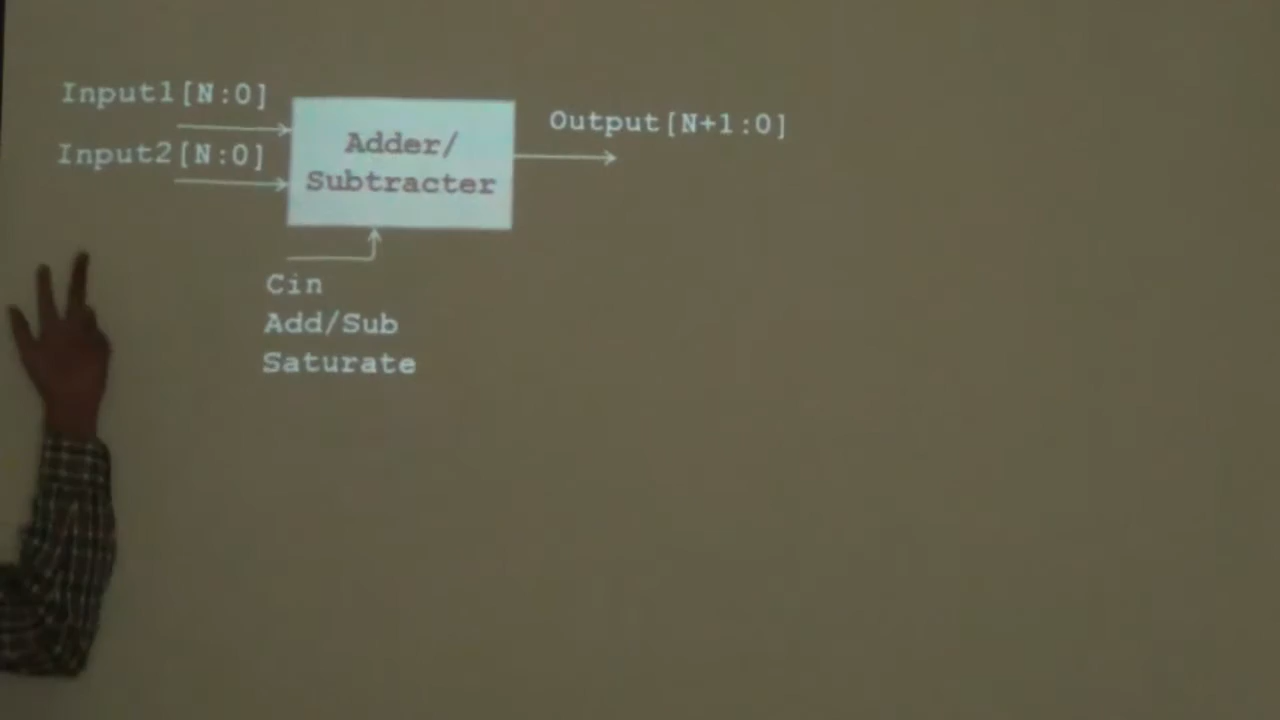 Input1[N:0]
Input2[N:0]
Adder/
Subtracter
Output[N+1:0]
Cin
Add/Sub
Saturate